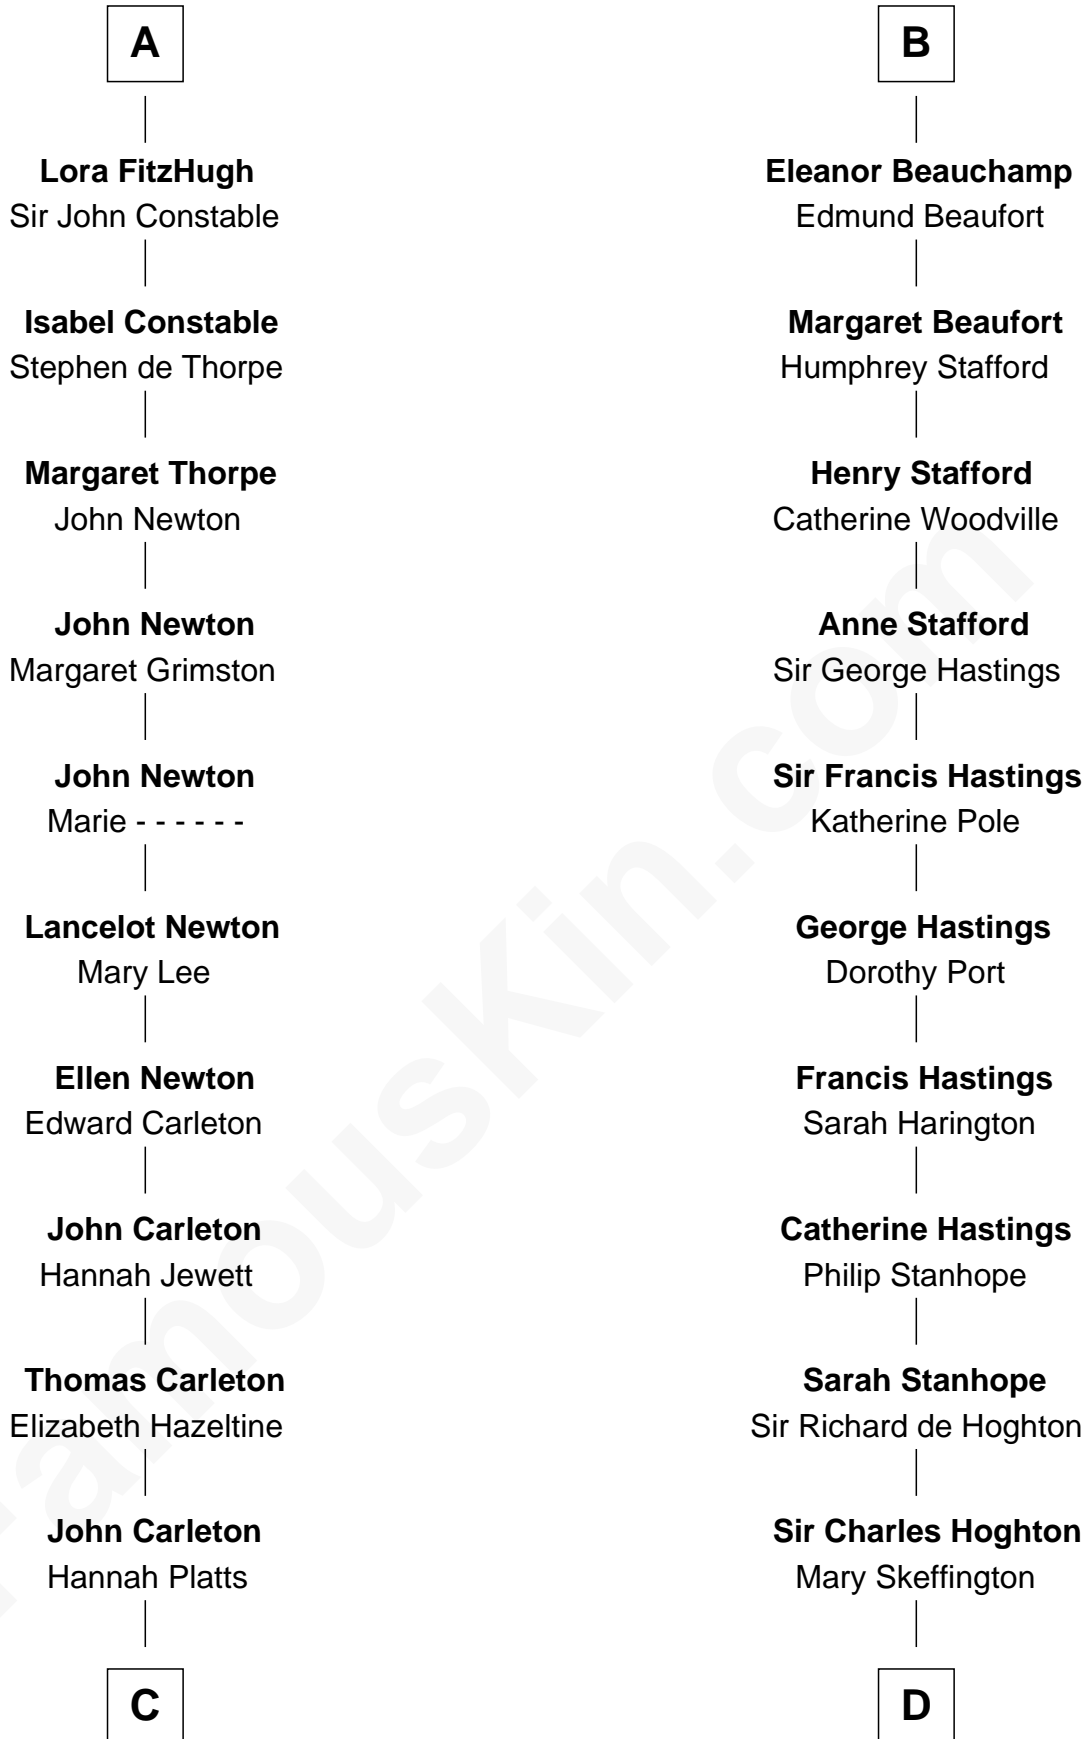 A
Lora FitzHugh
Sir John Constable
Isabel Constable
Stephen de Thorpe
Margaret Thorpe
John Newton
John Newton
Margaret Grimston
John Newton
Marie - - - - - -
Lancelot Newton
Mary Lee
Ellen Newton
Edward Carleton
John Carleton
Hannah Jewett
Thomas Carleton
Elizabeth Hazeltine
John Carleton
Hannah Platts
C
B
Eleanor Beauchamp
Edmund Beaufort
Margaret Beaufort
Humphrey Stafford
Henry Stafford
Catherine Woodville
Anne Stafford
Sir George Hastings
Sir Francis Hastings
Katherine Pole
George Hastings
Dorothy Port
Francis Hastings
Sarah Harington
Catherine Hastings
Philip Stanhope
Sarah Stanhope
Sir Richard de Hoghton
Sir Charles Hoghton
Mary Skeffington
D
FamousKin.com